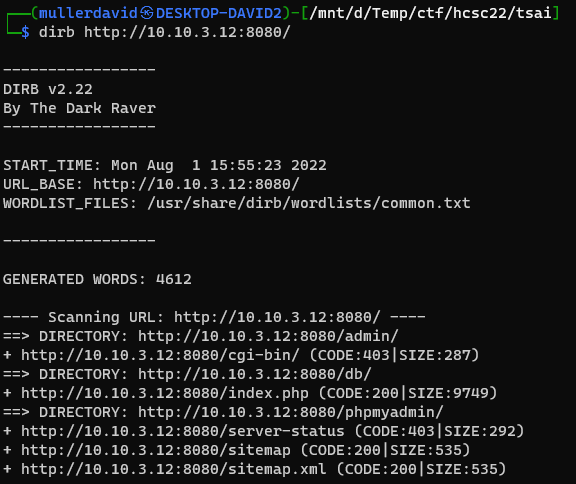 ┌──(mullerdavid㉿DESKTOP-DAVID2)-[/mnt/d/Temp/ctf/hcsc22/tsai]
└─$ dirb http://10.10.3.12:8080/
-----------------
DIRB v2.22
By The Dark Raver
-----------------
START_TIME: Mon Aug  1 15:55:23 2022
URL_BASE: http://10.10.3.12:8080/
WORDLIST_FILES: /usr/share/dirb/wordlists/common.txt
-----------------
GENERATED WORDS: 4612
---- Scanning URL: http://10.10.3.12:8080/ ----
==> DIRECTORY: http://10.10.3.12:8080/admin/
+ http://10.10.3.12:8080/cgi-bin/ (CODE:403|SIZE:287)
==> DIRECTORY: http://10.10.3.12:8080/db/
+ http://10.10.3.12:8080/index.php (CODE:200|SIZE:9749)
==> DIRECTORY: http://10.10.3.12:8080/phpmyadmin/
+ http://10.10.3.12:8080/server-status (CODE:403|SIZE:292)
+ http://10.10.3.12:8080/sitemap (CODE:200|SIZE:535)
+ http://10.10.3.12:8080/sitemap.xml (CODE:200|SIZE:535)